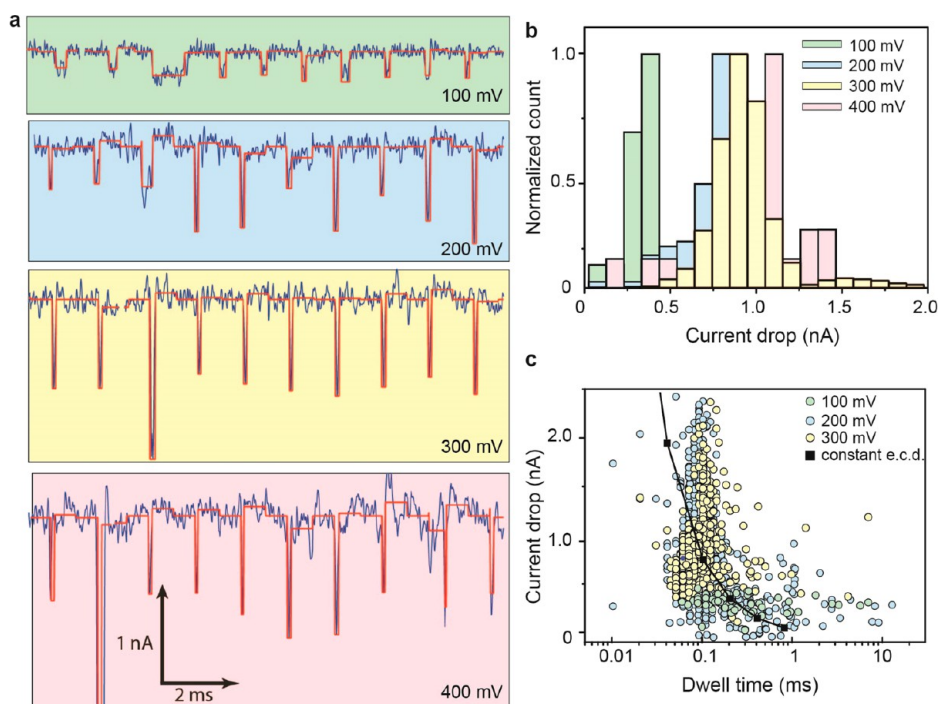 a
100 mV
200 mV
300 mV
1 nA
2 ms
400 mV
b
Normalized count
1.0
0.5
0
0
0.5
1.0
1.5
2.0
Current drop (nA)
100 mV
200 mV
300 mV
400 mV
c
Current drop (nA)
2.0
1.0
0
0.01
0.1
1
10
Dwell time (ms)
100 mV
200 mV
300 mV
constant e.c.d.